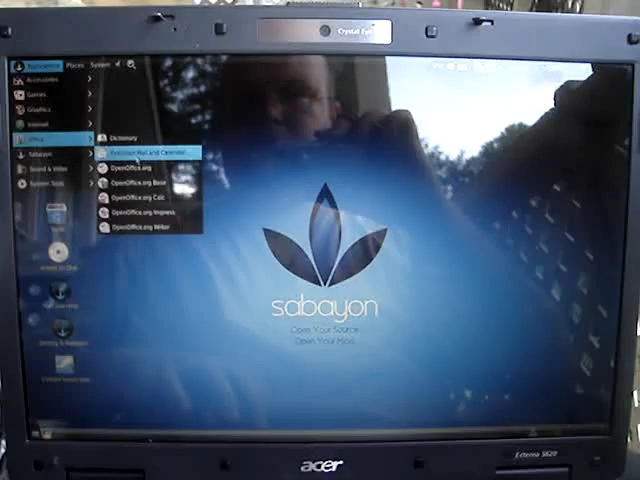 Crystal Eye
Applications Places System
Accessories
Games
Graphics
Internet
Office
Sabayon
Sound & Video
System Tools
Dictionary
Evolution Mail and Calendar
OpenOffice.org
OpenOffice.org Base
OpenOffice.org Calc
OpenOffice.org Impress
OpenOffice.org Writer
sabayon
Open Your Source
Open Your Mind
acer
Extensa 5620